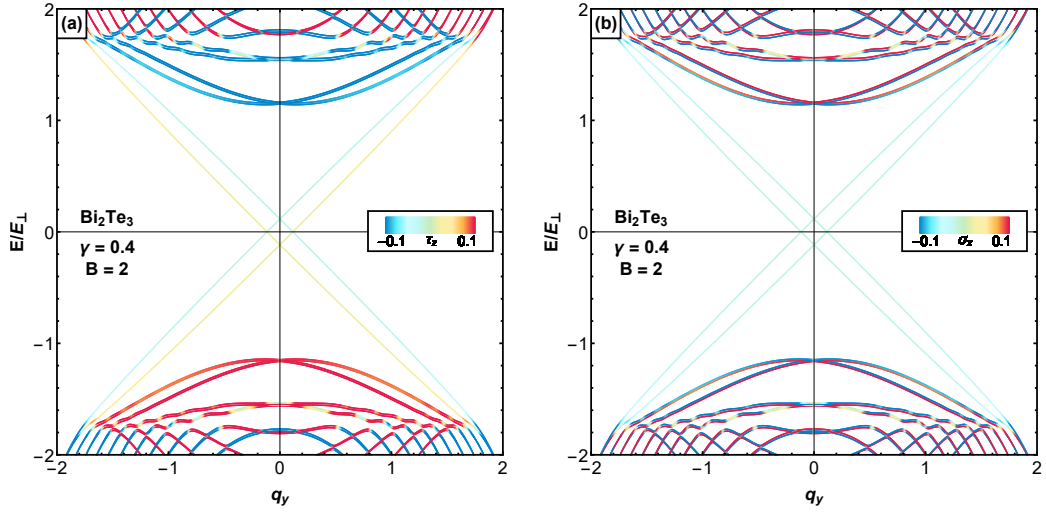 (a)
2
1
0
−1
−2
E/E⊥
Bi₂Te₃
γ = 0.4
B = 2
−0.1 τz 0.1
−2 −1 0 1 2
qy
(b)
2
1
0
−1
−2
E/E⊥
Bi₂Te₃
γ = 0.4
B = 2
−0.1 σz 0.1
−2 −1 0 1 2
qy